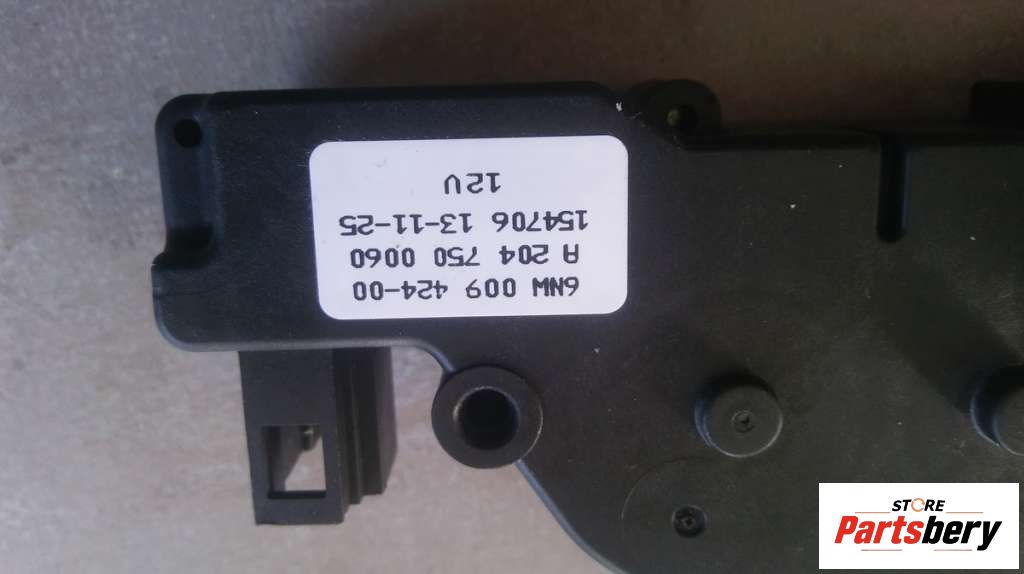 6NW 009 424-00
A 204 750 0060
154706 13-11-25
12V
STORE
Partsbery